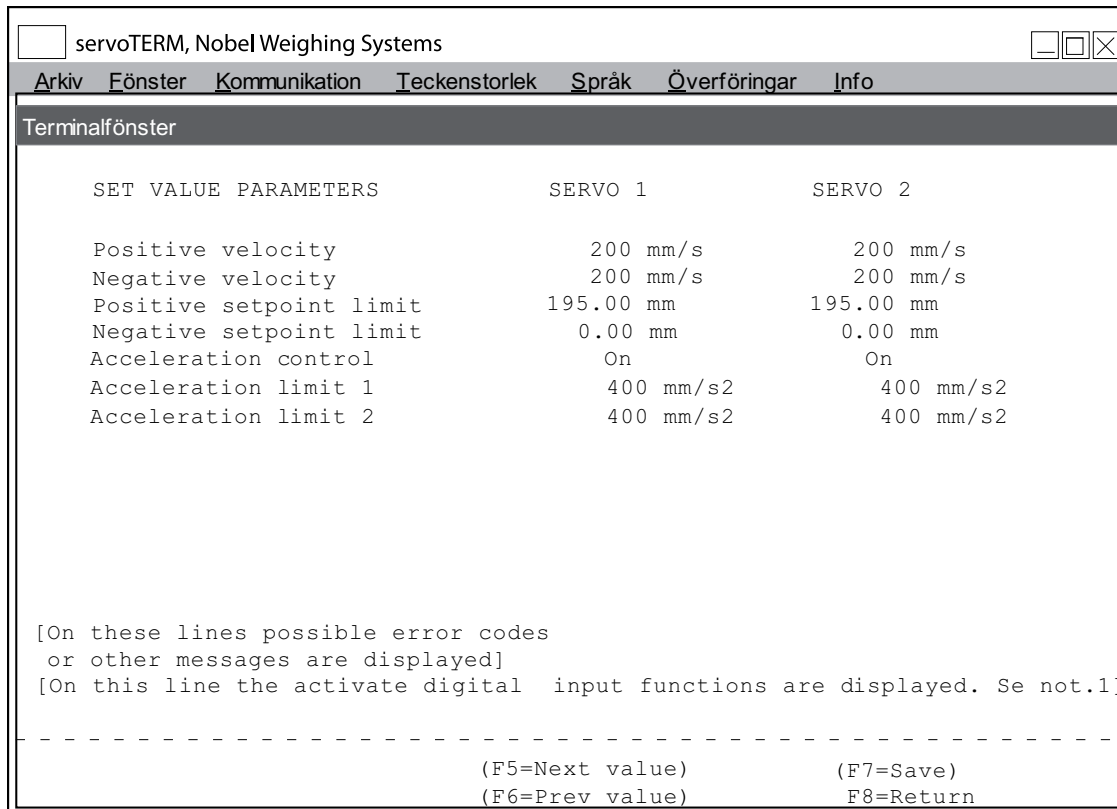 servoTERM, Nobel Weighing Systems
Arkiv Fönster Kommunikation Teckenstorlek Språk Överföringar Info
Terminalfönster
SET VALUE PARAMETERS SERVO 1 SERVO 2
Positive velocity 200 mm/s 200 mm/s
Negative velocity 200 mm/s 200 mm/s
Positive setpoint limit 195.00 mm 195.00 mm
Negative setpoint limit 0.00 mm 0.00 mm
Acceleration control On On
Acceleration limit 1 400 mm/s2 400 mm/s2
Acceleration limit 2 400 mm/s2 400 mm/s2
[On these lines possible error codes
or other messages are displayed]
[On this line the activate digital input functions are displayed. Se not.1]
(F5=Next value) (F7=Save)
(F6=Prev value) F8=Return